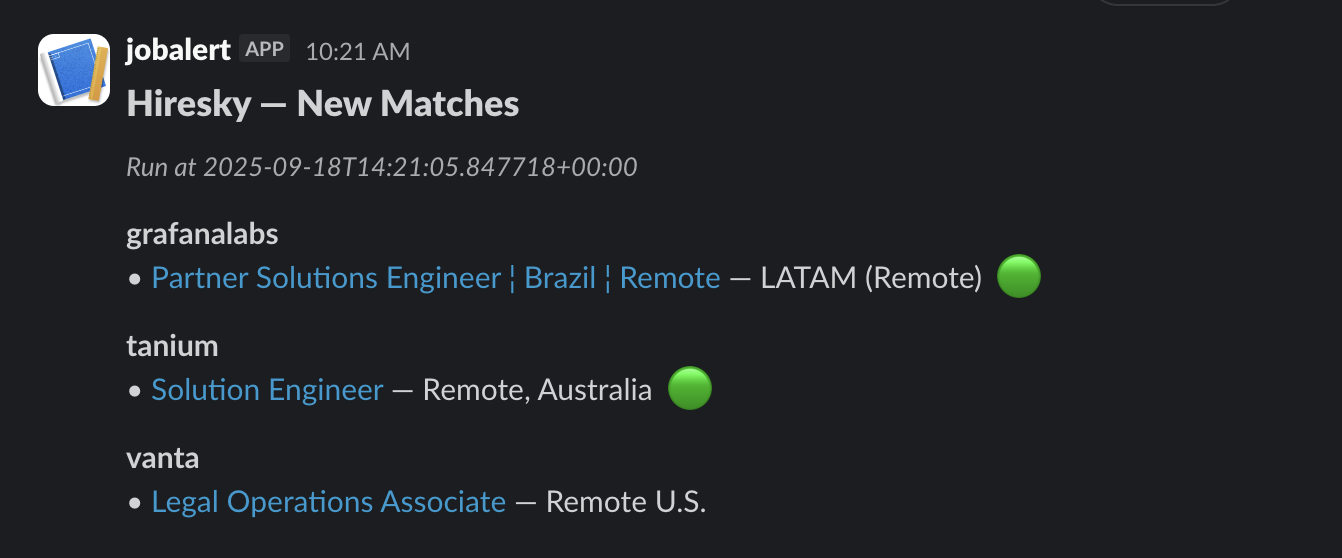 jobalert APP 10:21 AM
Hiresky — New Matches
Run at 2025-09-18T14:21:05.847718+00:00
grafanalabs
• Partner Solutions Engineer ¦ Brazil ¦ Remote — LATAM (Remote)
tanium
• Solution Engineer — Remote, Australia
vanta
• Legal Operations Associate — Remote U.S.